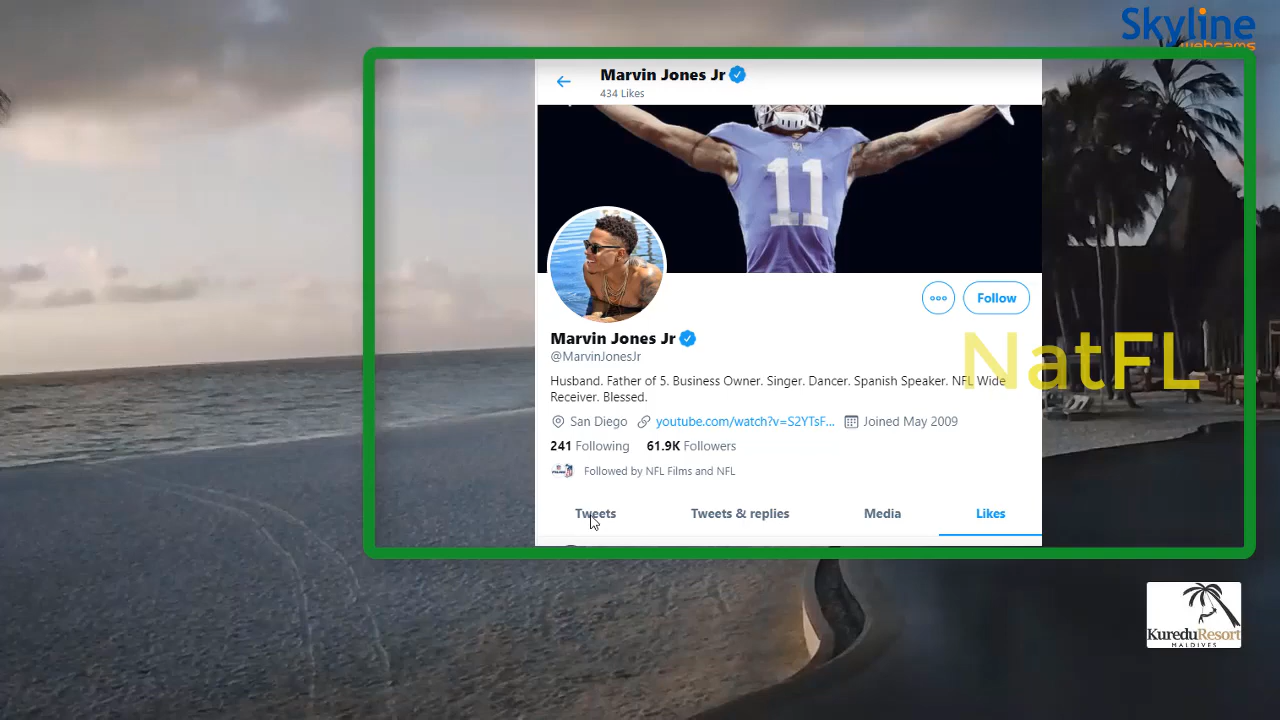 Skyline
webcams
Marvin Jones Jr
434 Likes
11
Follow
Marvin Jones Jr
@MarvinJonesJr
Husband. Father of 5. Business Owner. Singer. Dancer. Spanish Speaker. NFL Wide
Receiver. Blessed.
NatFL
San Diego youtube.com/watch?v=S2YTsF... Joined May 2009
241 Following 61.9K Followers
Followed by NFL Films and NFL
Tweets Tweets & replies Media Likes
KureduResort
MALDIVES